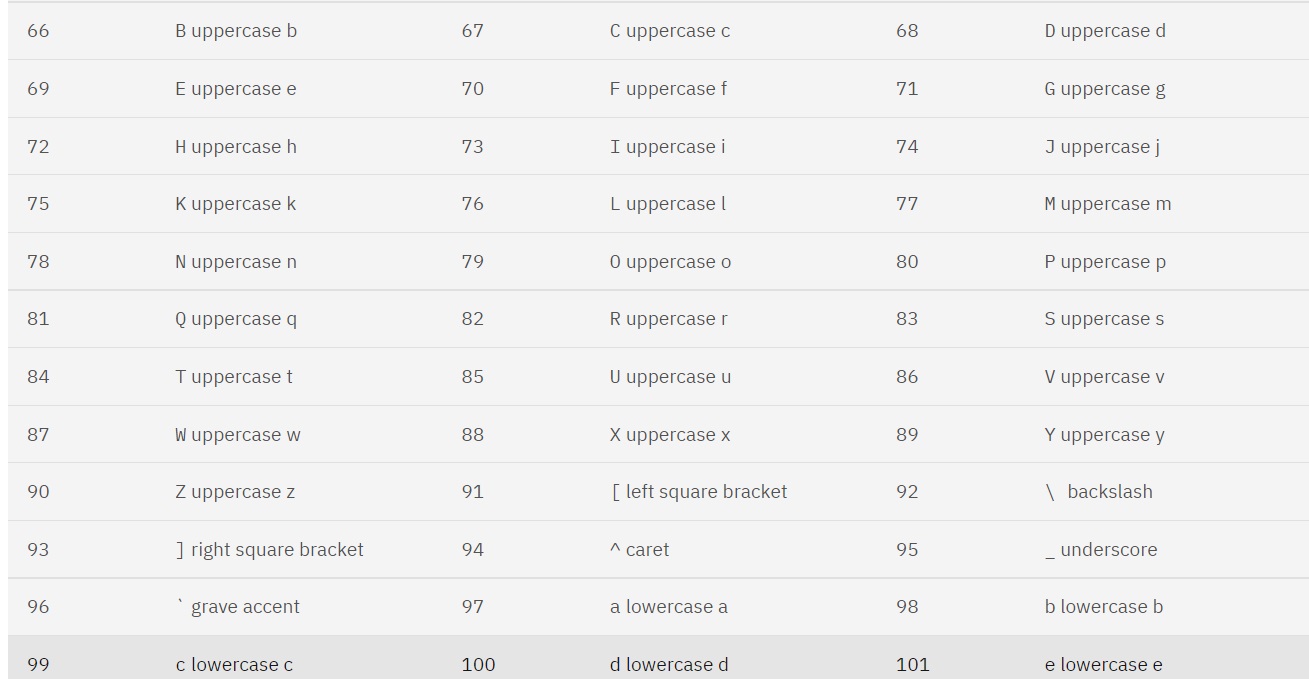 66 B uppercase b 67 C uppercase c 68 D uppercase d
69 E uppercase e 70 F uppercase f 71 G uppercase g
72 H uppercase h 73 I uppercase i 74 J uppercase j
75 K uppercase k 76 L uppercase l 77 M uppercase m
78 N uppercase n 79 O uppercase o 80 P uppercase p
81 Q uppercase q 82 R uppercase r 83 S uppercase s
84 T uppercase t 85 U uppercase u 86 V uppercase v
87 W uppercase w 88 X uppercase x 89 Y uppercase y
90 Z uppercase z 91 [ left square bracket 92 \ backslash
93 ] right square bracket 94 ^ caret 95 _ underscore
96 ` grave accent 97 a lowercase a 98 b lowercase b
99 c lowercase c 100 d lowercase d 101 e lowercase e